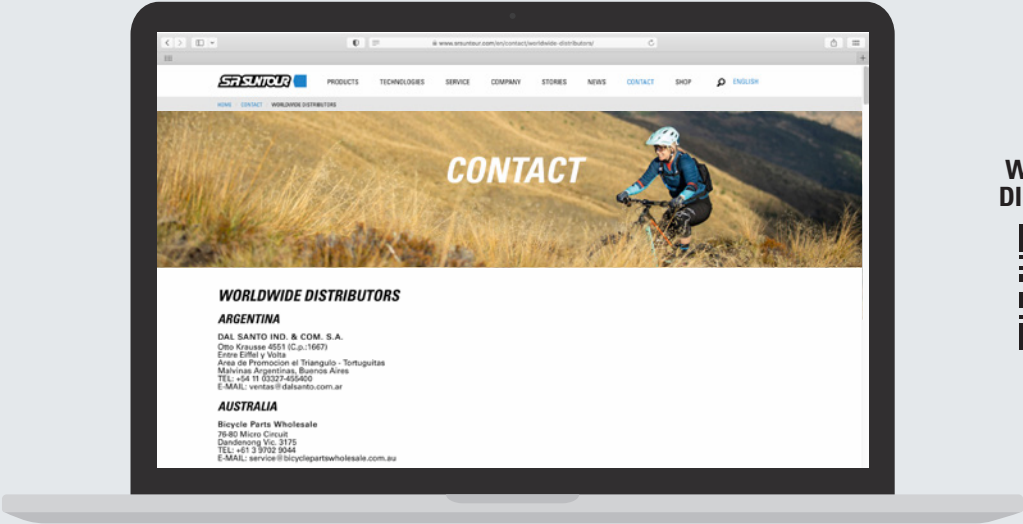 www.srsuntour.com/en/contact/worldwide-distributors/
SR SUNTOUR
PRODUCTS TECHNOLOGIES SERVICE COMPANY STORIES NEWS CONTACT SHOP ENGLISH
HOME CONTACT WORLDWIDE DISTRIBUTORS
CONTACT
WORLDWIDE DISTRIBUTORS
ARGENTINA
DAL SANTO IND. & COM. S.A.
Otto Krausse 4551 (C.p.:1667)
Entre Eiffel y Volta
Area de Promocion el Triangulo - Tortuguitas
Malvinas Argentinas, Buenos Aires
TEL: +54 11 03327-455400
E-MAIL: ventas@dalsanto.com.ar
AUSTRALIA
Bicycle Parts Wholesale
76-80 Micro Circuit
Dandenong Vic. 3175
TEL: +61 3 9702 9044
E-MAIL: service@bicyclepartswholesale.com.au
W
DI